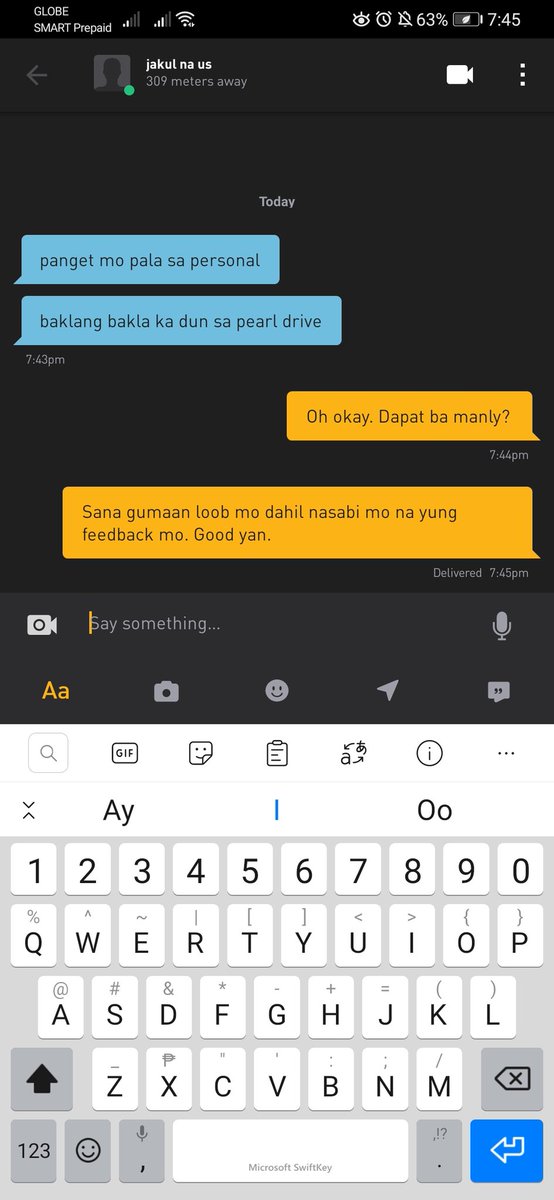 GLOBE
SMART Prepaid
63% 7:45
jakul na us
309 meters away
Today
panget mo pala sa personal
baklang bakla ka dun sa pearl drive
7:43pm
Oh okay. Dapat ba manly?
7:44pm
Sana gumaan loob mo dahil nasabi mo na yung
feedback mo. Good yan.
Delivered 7:45pm
Say something...
Aa
GIF
aあ
Ay I Oo
1 2 3 4 5 6 7 8 9 0
% ^ ~ | [ ] < > { }
Q W E R T Y U I O P
@ # & * - + = ( )
A S D F G H J K L
_ ₱ " ' : ; /
Z X C V B N M
,!?
123 , Microsoft SwiftKey .